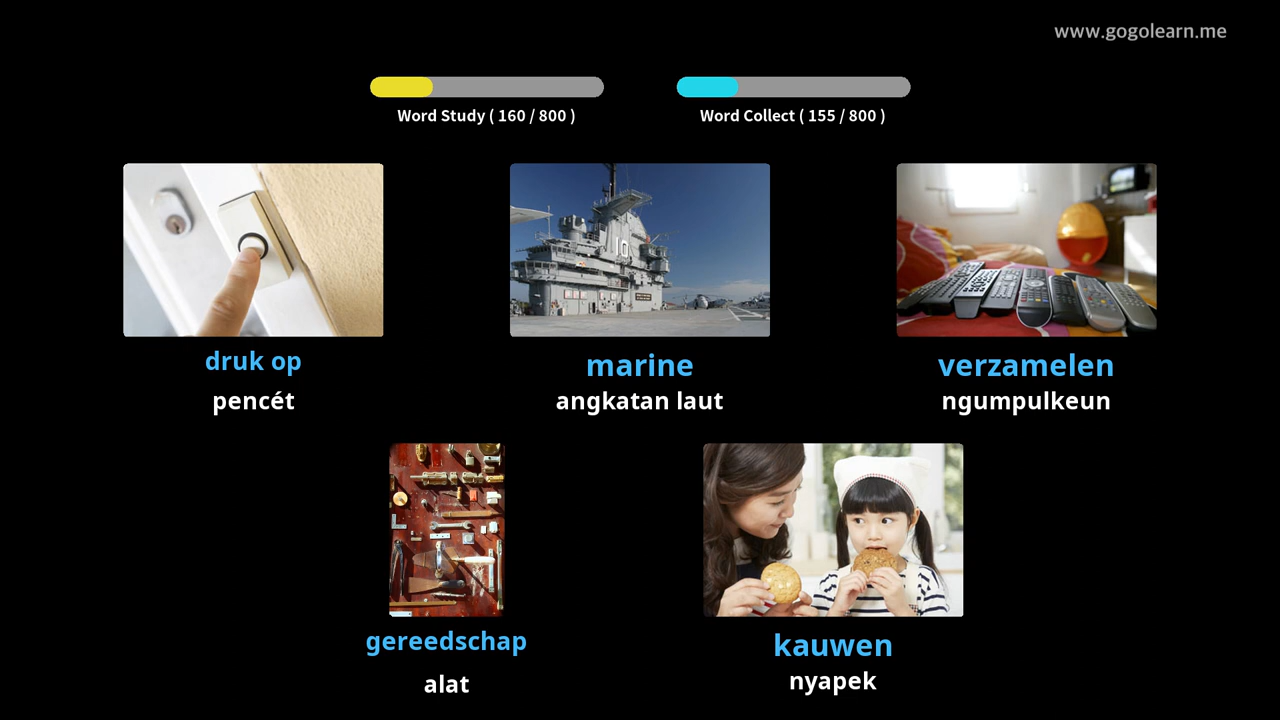 www.gogolearn.me
Word Study ( 160 / 800 )
Word Collect ( 155 / 800 )
druk op
pencét
marine
angkatan laut
verzamelen
ngumpulkeun
gereedschap
alat
kauwen
nyapek
10